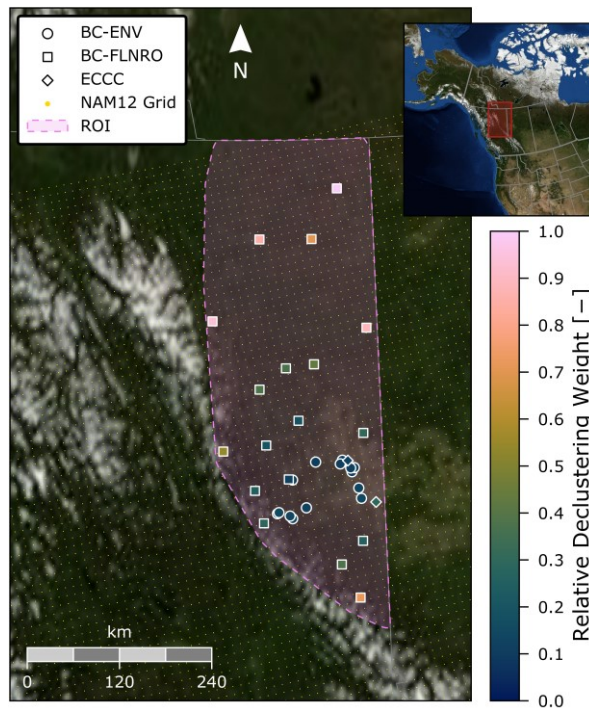 BC-ENV
BC-FLNRO
ECCC
NAM12 Grid
ROI
N
km
0 120 240
1.0
0.9
0.8
0.7
0.6
0.5
0.4
0.3
0.2
0.1
0.0
Relative Declustering Weight [−]